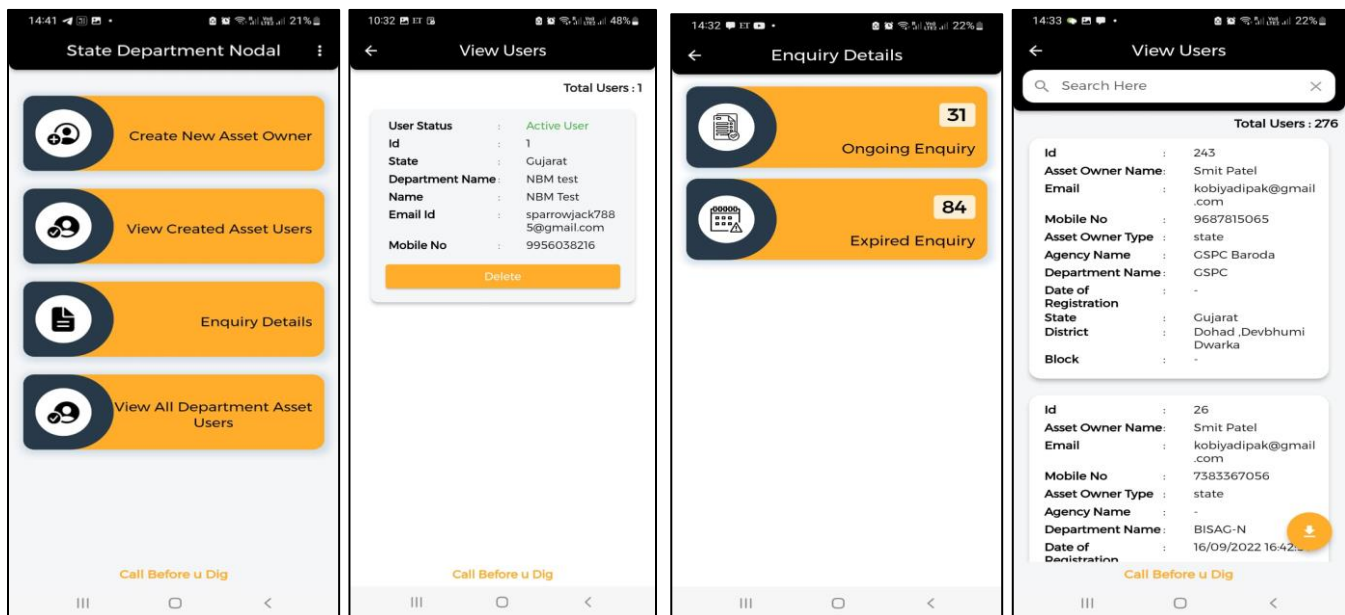 14:41
21%
State Department Nodal
Create New Asset Owner
View Created Asset Users
Enquiry Details
View All Department Asset
Users
Call Before u Dig
10:32
48%
View Users
Total Users : 1
User Status : Active User
Id : 1
State : Gujarat
Department Name : NBM test
Name : NBM Test
Email Id : sparrowjack788
5@gmail.com
Mobile No : 9956038216
Delete
Call Before u Dig
14:32
22%
Enquiry Details
31
Ongoing Enquiry
84
Expired Enquiry
14:33
22%
View Users
Search Here
Total Users : 276
Id : 243
Asset Owner Name: Smit Patel
Email : kobiyadipak@gmail
.com
Mobile No : 9687815065
Asset Owner Type : state
Agency Name : GSPC Baroda
Department Name: GSPC
Date of : -
Registration
State : Gujarat
District : Dohad ,Devbhumi
Dwarka
Block : -
Id : 26
Asset Owner Name: Smit Patel
Email : kobiyadipak@gmail
.com
Mobile No : 7383367056
Asset Owner Type : state
Agency Name : -
Department Name: BISAG-N
Date of : 16/09/2022 16:42:
Registration
Call Before u Dig